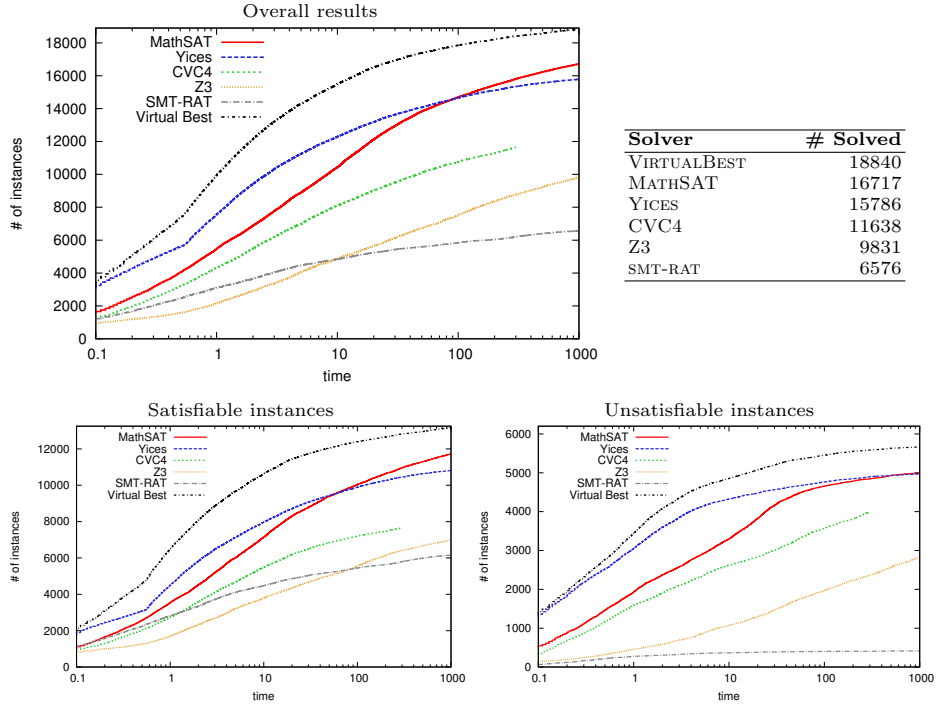 Overall results
# of instances
18000
16000
14000
12000
10000
8000
6000
4000
2000
0
MathSAT
Yices
CVC4
Z3
SMT-RAT
Virtual Best
0.1 1 10 100 1000
time
Solver # Solved
VIRTUALBEST 18840
MATHSAT 16717
YICES 15786
CVC4 11638
Z3 9831
SMT-RAT 6576
Satisfiable instances
# of instances
12000
10000
8000
6000
4000
2000
0
MathSAT
Yices
CVC4
Z3
SMT-RAT
Virtual Best
0.1 1 10 100 1000
time
Unsatisfiable instances
# of instances
6000
5000
4000
3000
2000
1000
0
MathSAT
Yices
CVC4
Z3
SMT-RAT
Virtual Best
0.1 1 10 100 1000
time